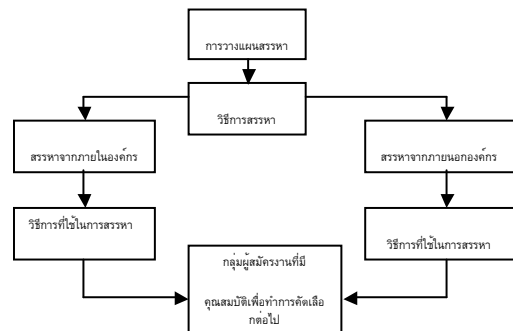 การวางแผนสรรหา
วิธีการสรรหา
สรรหาจากภายในองค์กร
สรรหาจากภายนอกองค์กร
วิธีการที่ใช้ในการสรรหา
วิธีการที่ใช้ในการสรรหา
กลุ่มผู้สมัครงานที่มี
คุณสมบัติเพื่อทำการคัดเลือ
กต่อไป